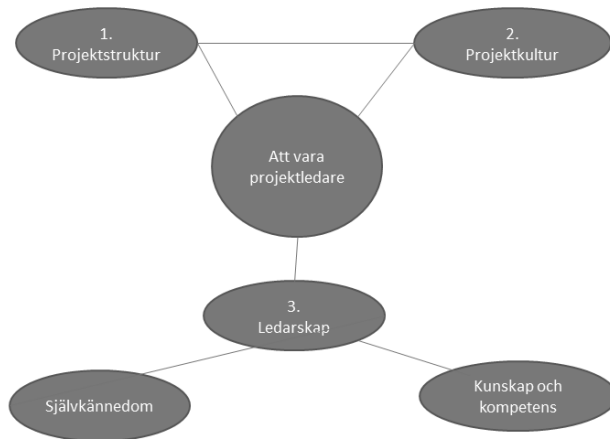 1.
Projektstruktur
2.
Projektkultur
Att vara
projektledare
3.
Ledarskap
Självkännedom
Kunskap och
kompetens